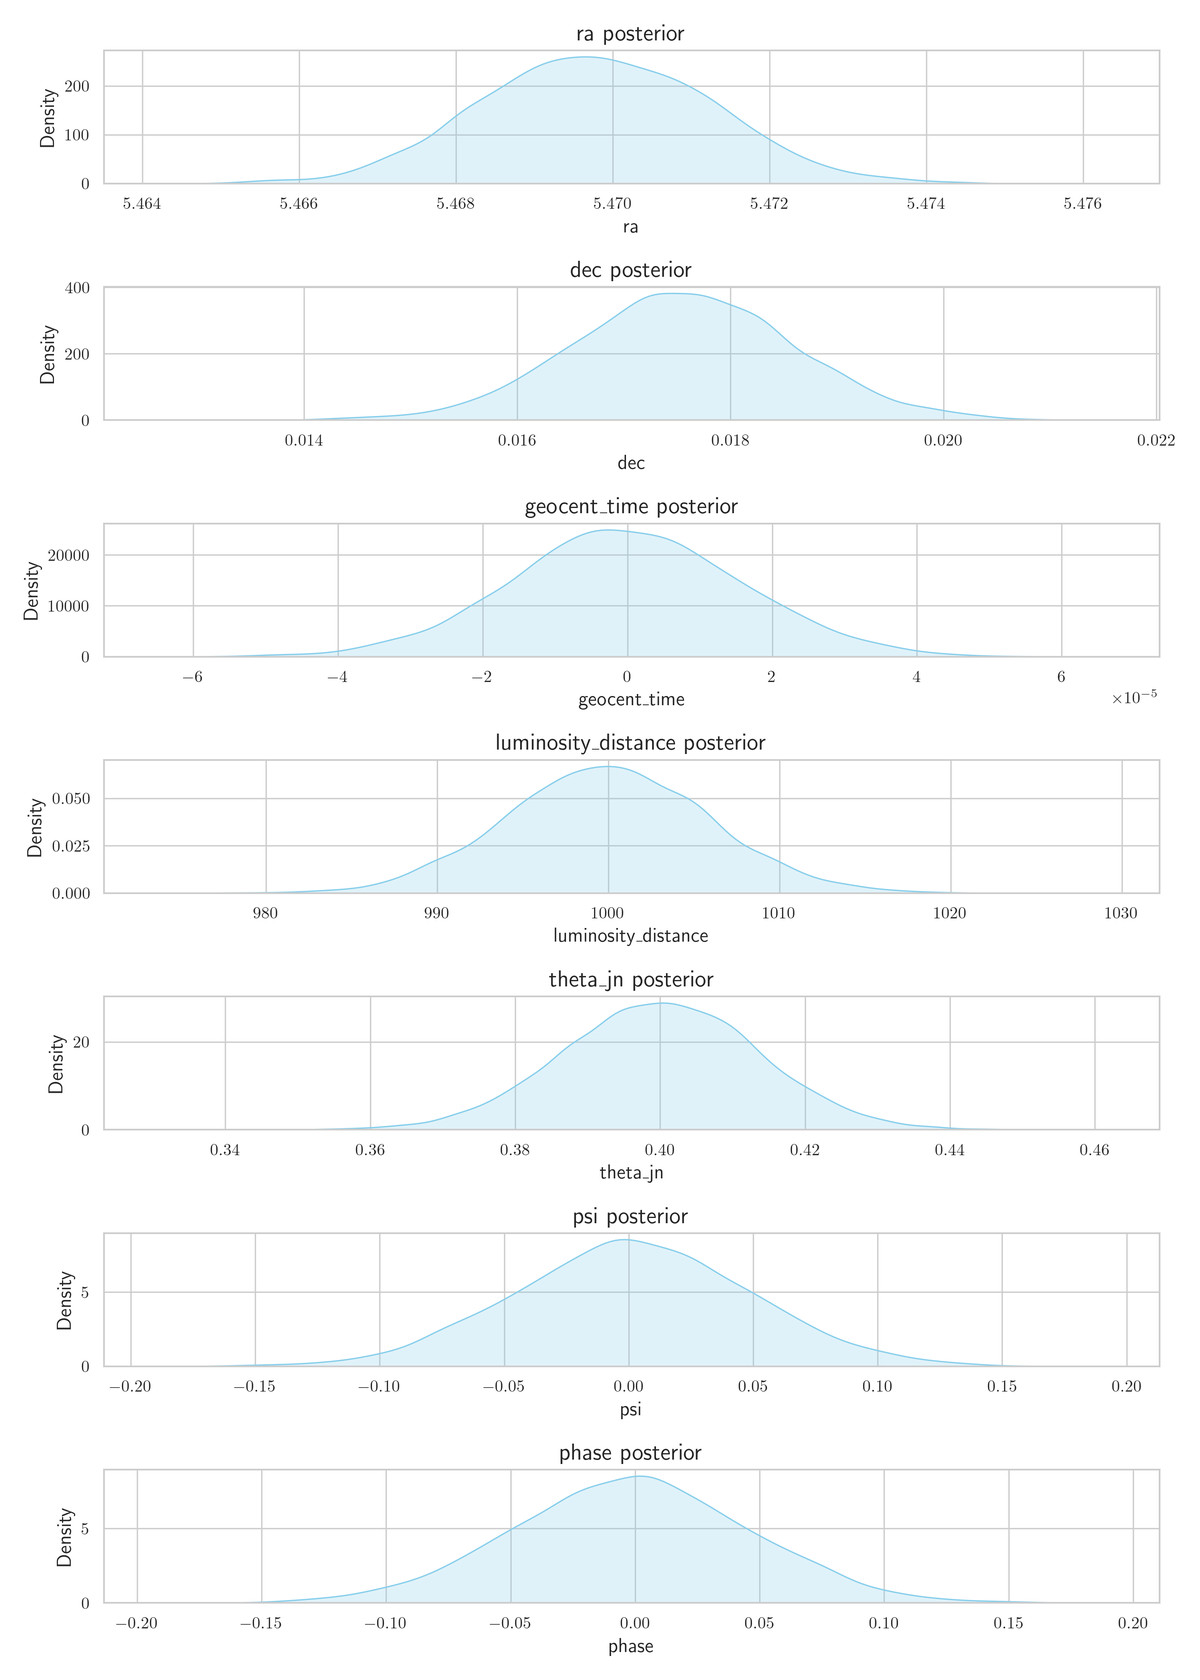 ra posterior
Density
200
100
0
5.464 5.466 5.468 5.470 5.472 5.474 5.476
ra
dec posterior
Density
400
200
0
0.014 0.016 0.018 0.020 0.022
dec
geocent_time posterior
Density
20000
10000
0
−6 −4 −2 0 2 4 6
×10−5
geocent_time
luminosity_distance posterior
Density
0.050
0.025
0.000
980 990 1000 1010 1020 1030
luminosity_distance
theta_jn posterior
Density
20
0
0.34 0.36 0.38 0.40 0.42 0.44 0.46
theta_jn
psi posterior
Density
5
0
−0.20 −0.15 −0.10 −0.05 0.00 0.05 0.10 0.15 0.20
psi
phase posterior
Density
5
0
−0.20 −0.15 −0.10 −0.05 0.00 0.05 0.10 0.15 0.20
phase